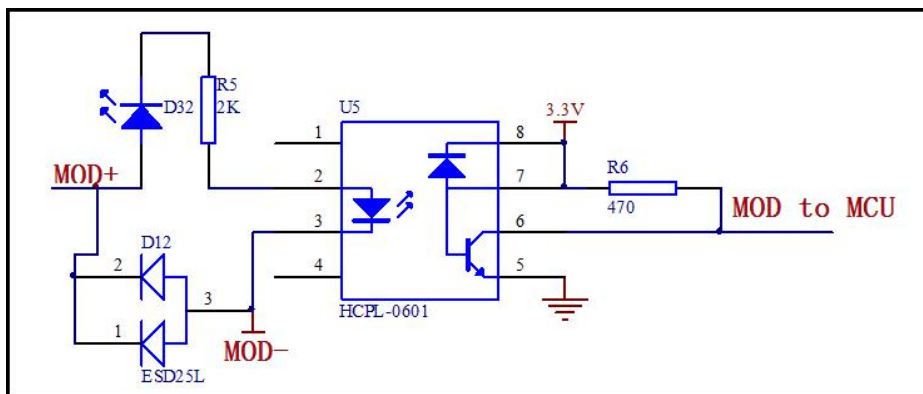 R5
2K
D32
U5
3.3V
1
8
MOD+
2
7
R6
470
MOD to MCU
3
6
D12
2
4
5
3
1
HCPL-0601
MOD-
ESD25L